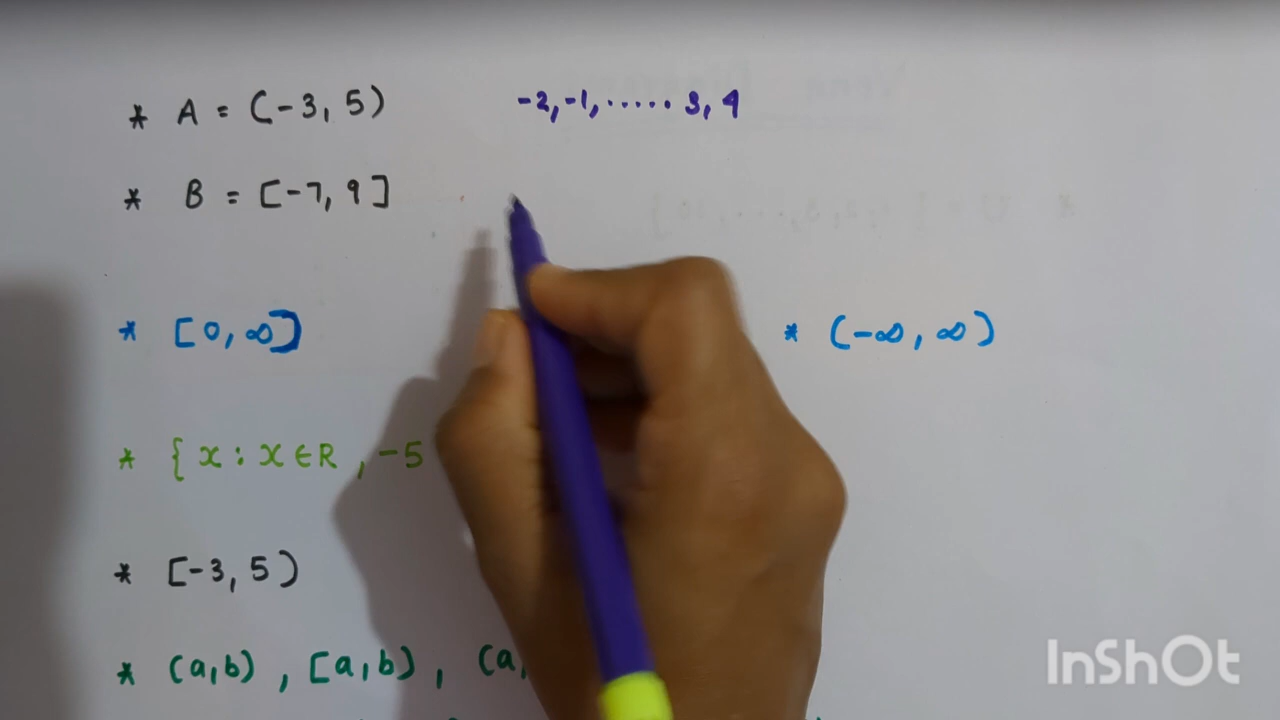 * A = (-3, 5) -2, -1, ..... 3, 4
* B = [-7, 9]
* [0, ∞] * (-∞, ∞)
* { x : x ∈ R , -5
* [-3, 5)
* (a,b) , [a,b) , (a,
InShOt